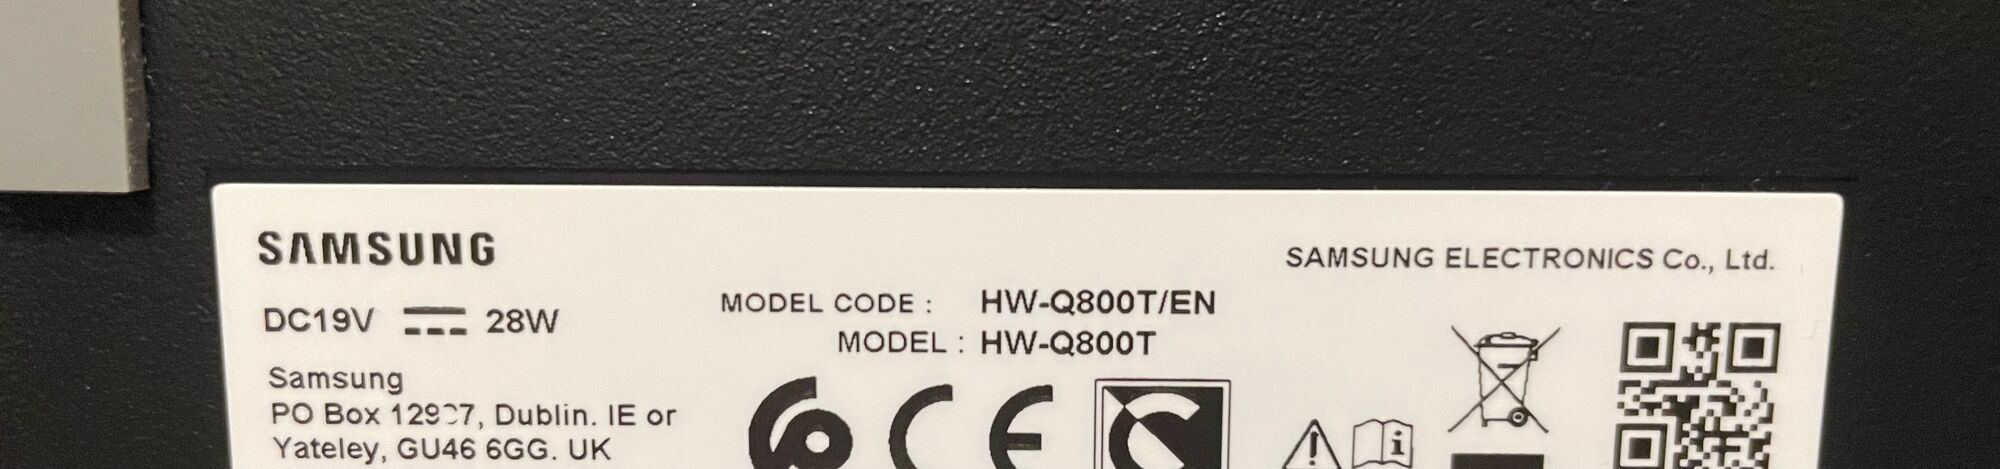 SAMSUNG
SAMSUNG ELECTRONICS Co., Ltd.
DC19V 28W
MODEL CODE : HW-Q800T/EN
MODEL : HW-Q800T
Samsung
PO Box , Dublin. IE or
Yateley, GU46 6GG. UK
CE